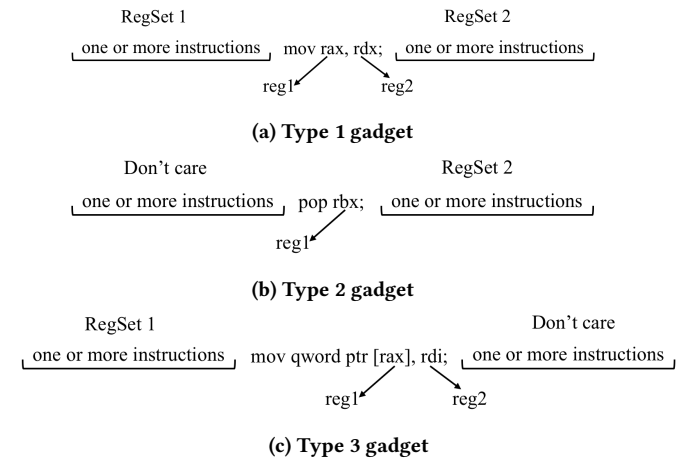 RegSet 1 RegSet 2
one or more instructions mov rax, rdx; one or more instructions
reg1 reg2
(a) Type 1 gadget
Don't care RegSet 2
one or more instructions pop rbx; one or more instructions
reg1
(b) Type 2 gadget
RegSet 1 Don't care
one or more instructions mov qword ptr [rax], rdi; one or more instructions
reg1 reg2
(c) Type 3 gadget